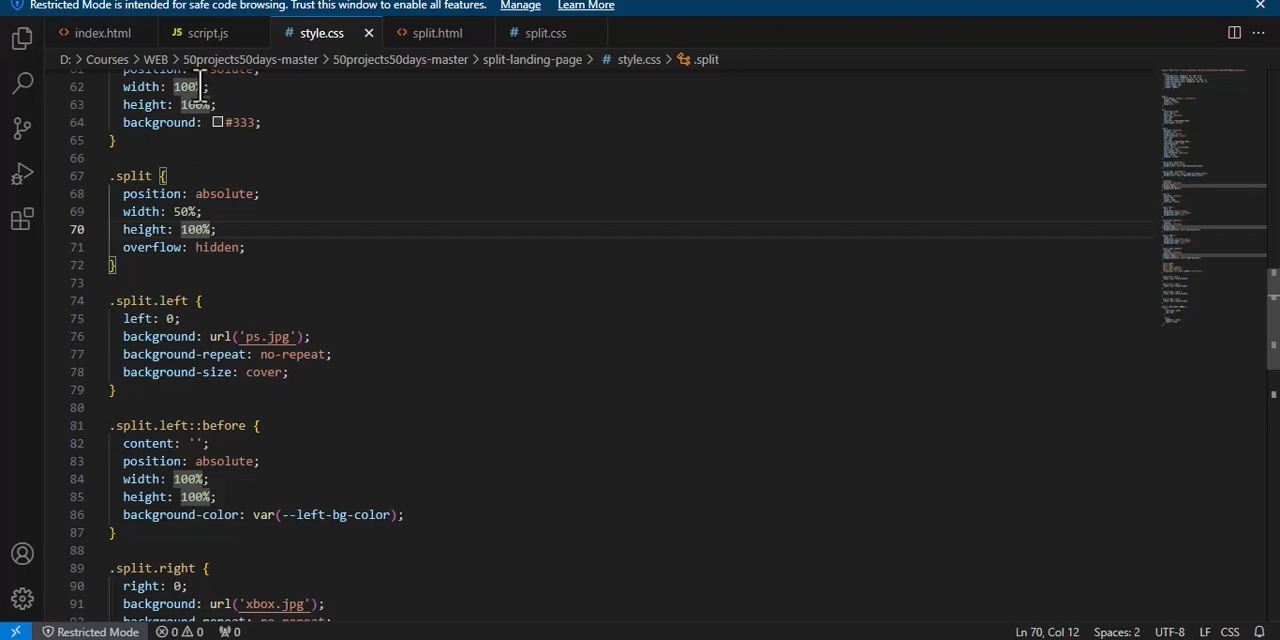 Restricted Mode is intended for safe code browsing. Trust this window to enable all features. Manage Learn More
index.html script.js style.css split.html split.css
D: > Courses > WEB > 50projects50days-master > 50projects50days-master > split-landing-page > # style.css > .split
62 width: 100%;
63 height: 100%;
64 background: #333;
65 }
66
67 .split {
68 position: absolute;
69 width: 50%;
70 height: 100%;
71 overflow: hidden;
72 }
73
74 .split.left {
75 left: 0;
76 background: url('ps.jpg');
77 background-repeat: no-repeat;
78 background-size: cover;
79 }
80
81 .split.left::before {
82 content: '';
83 position: absolute;
84 width: 100%;
85 height: 100%;
86 background-color: var(--left-bg-color);
87 }
88
89 .split.right {
90 right: 0;
91 background: url('xbox.jpg');
Restricted Mode 0 0 0 Ln 70, Col 12 Spaces: 2 UTF-8 LF CSS